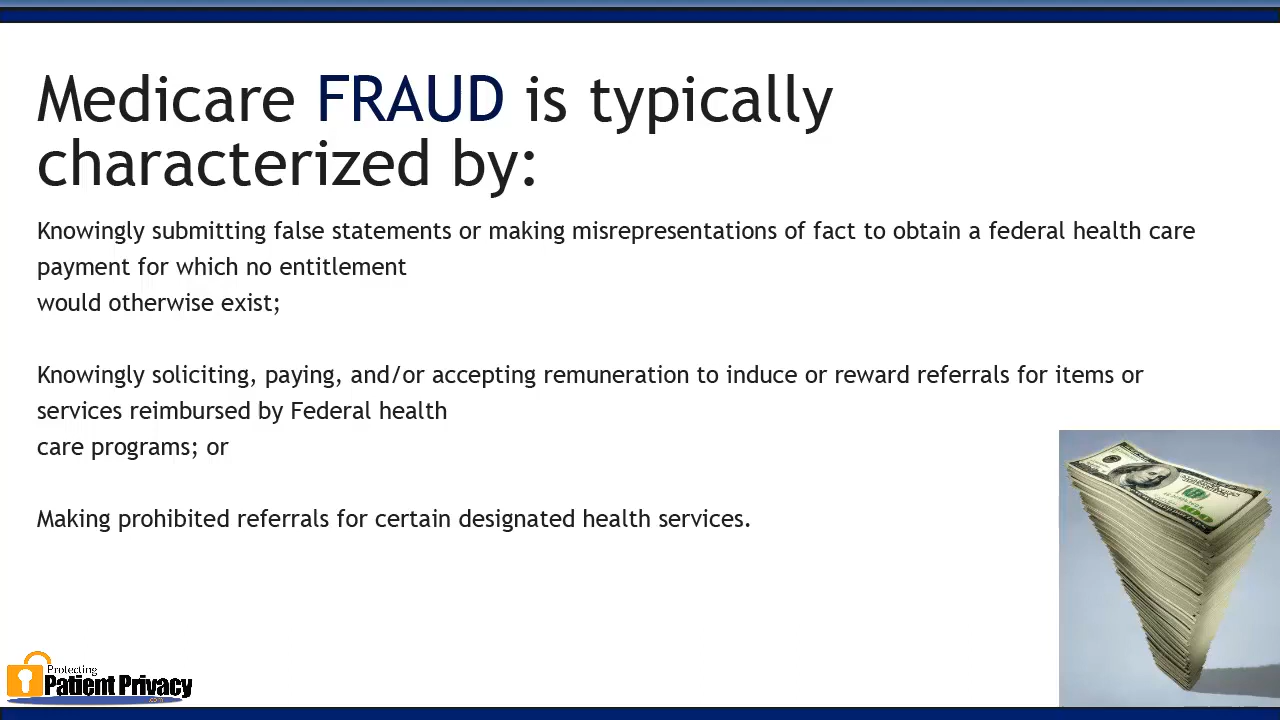 Medicare FRAUD is typically
characterized by:
Knowingly submitting false statements or making misrepresentations of fact to obtain a federal health care
payment for which no entitlement
would otherwise exist;
Knowingly soliciting, paying, and/or accepting remuneration to induce or reward referrals for items or
services reimbursed by Federal health
care programs; or
Making prohibited referrals for certain designated health services.
100
Protecting
Patient Privacy
.com